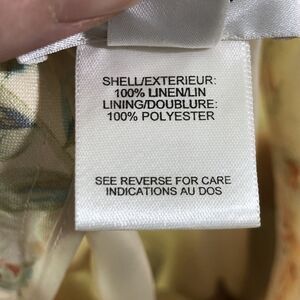 SHELL/EXTERIEUR:
100% LINEN/LIN
LINING/DOUBLURE:
100% POLYESTER
SEE REVERSE FOR CARE
INDICATIONS AU DOS